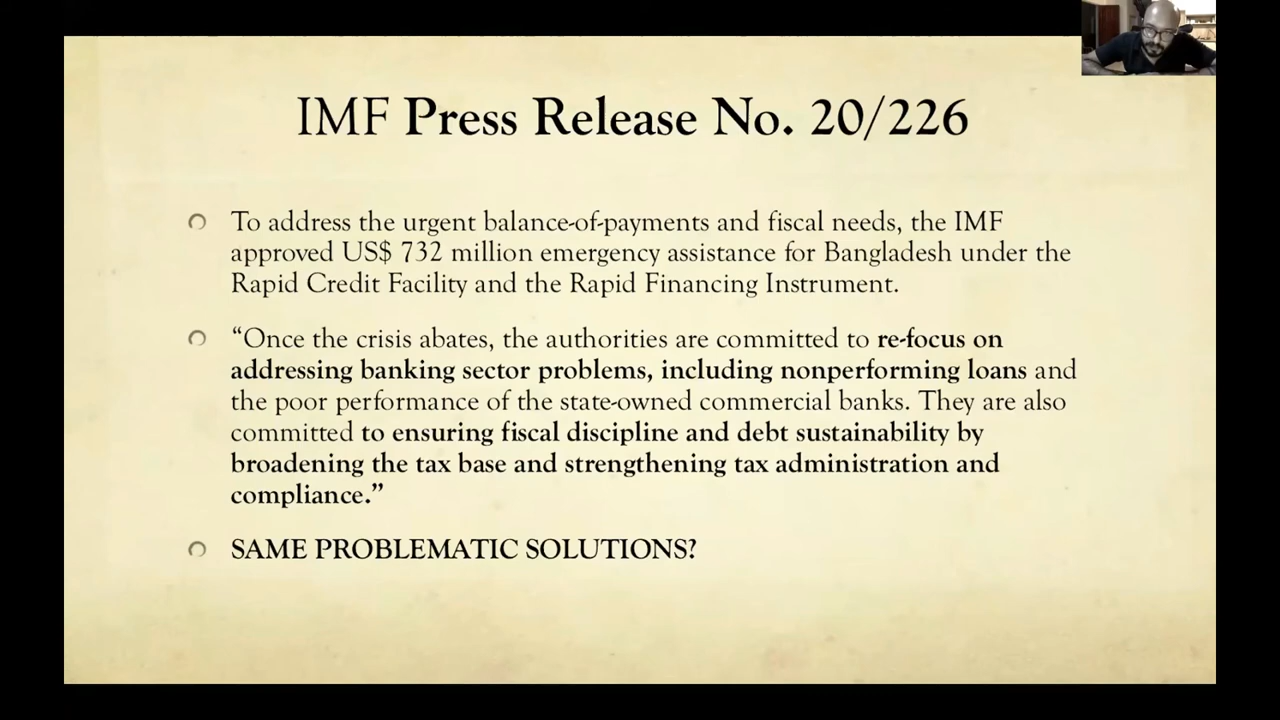 IMF Press Release No. 20/226
To address the urgent balance-of-payments and fiscal needs, the IMF
approved US$ 732 million emergency assistance for Bangladesh under the
Rapid Credit Facility and the Rapid Financing Instrument.
“Once the crisis abates, the authorities are committed to re-focus on
addressing banking sector problems, including nonperforming loans and
the poor performance of the state-owned commercial banks. They are also
committed to ensuring fiscal discipline and debt sustainability by
broadening the tax base and strengthening tax administration and
compliance.”
SAME PROBLEMATIC SOLUTIONS?